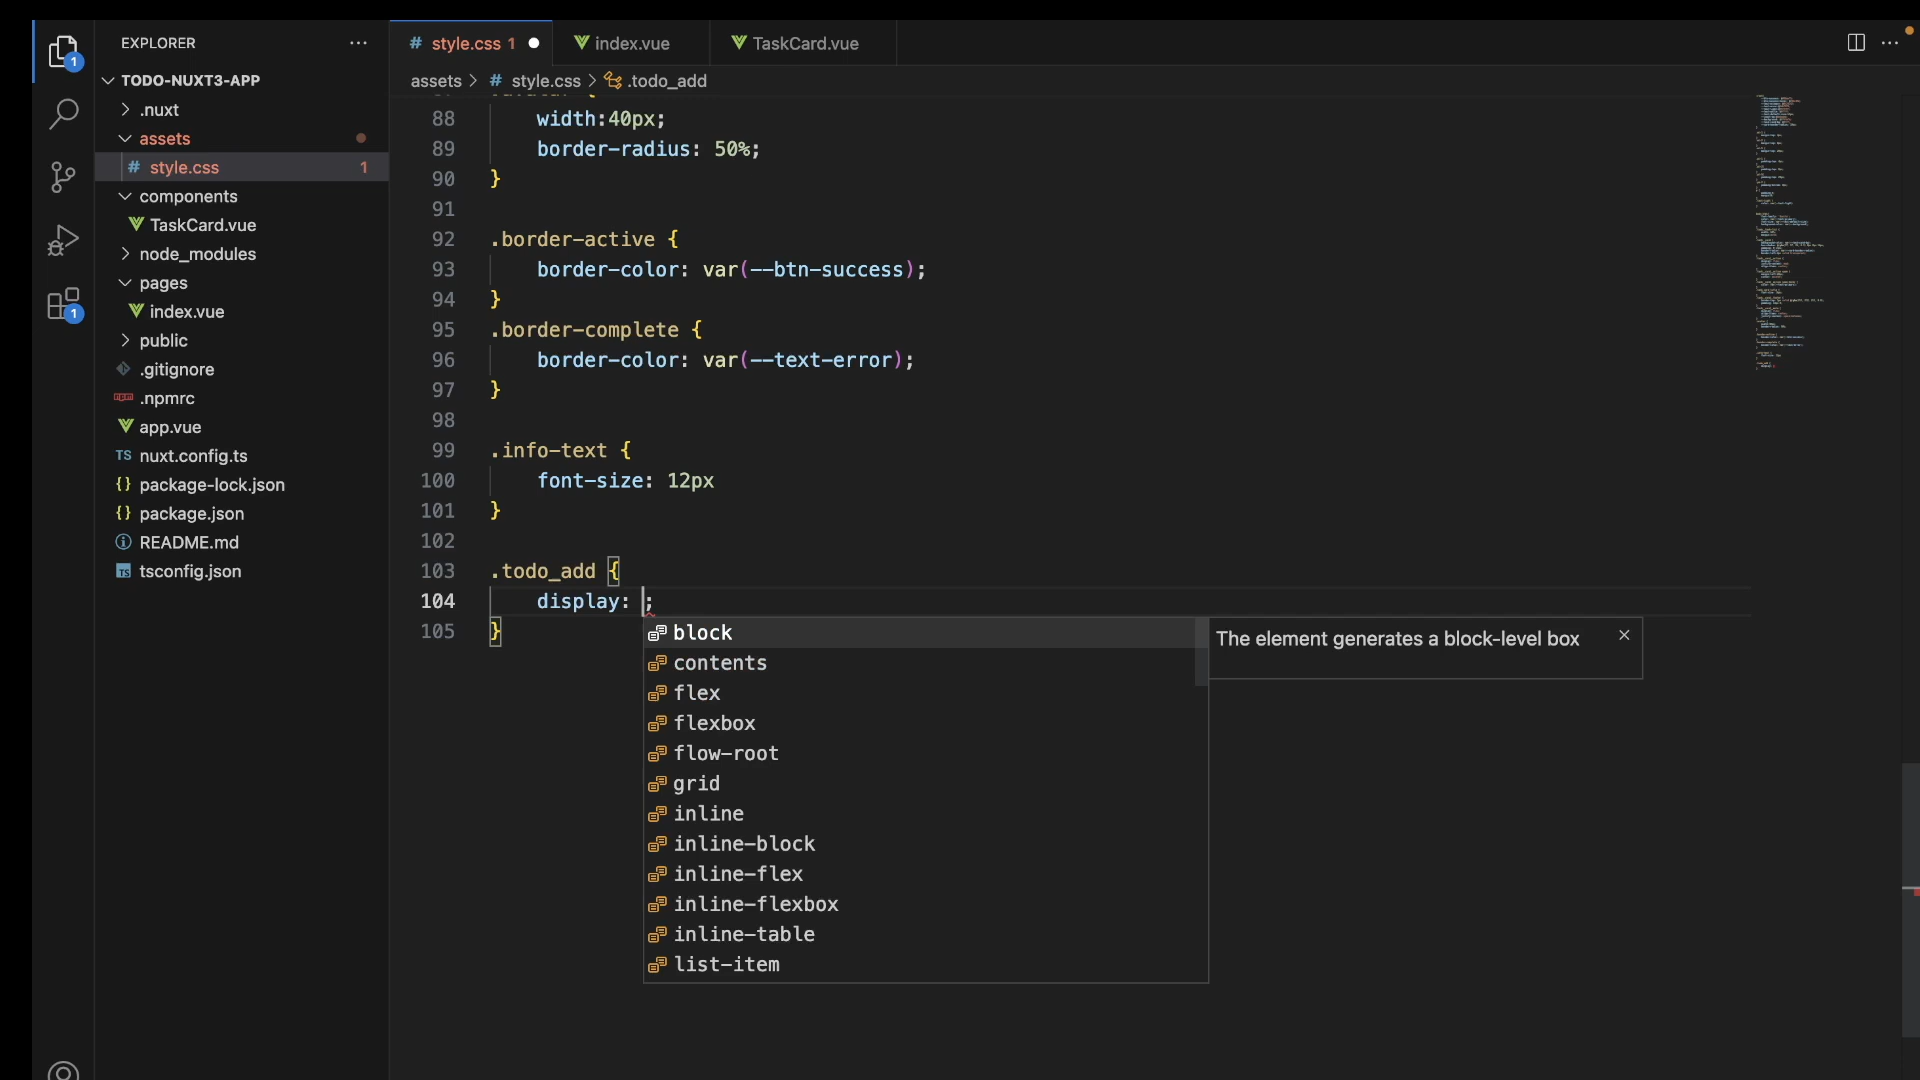 EXPLORER
TODO-NUXT3-APP
.nuxt
assets
# style.css 1
components
TaskCard.vue
node_modules
pages
index.vue
public
.gitignore
.npmrc
app.vue
TS nuxt.config.ts
{} package-lock.json
{} package.json
README.md
TS tsconfig.json
1
1
# style.css 1
index.vue
TaskCard.vue
assets > # style.css > .todo_add
88 width:40px;
89 border-radius: 50%;
90 }
91
92 .border-active {
93 border-color: var(--btn-success);
94 }
95 .border-complete {
96 border-color: var(--text-error);
97 }
98
99 .info-text {
100 font-size: 12px
101 }
102
103 .todo_add {
104 display: ;
105 }
block
contents
flex
flexbox
flow-root
grid
inline
inline-block
inline-flex
inline-flexbox
inline-table
list-item
The element generates a block-level box